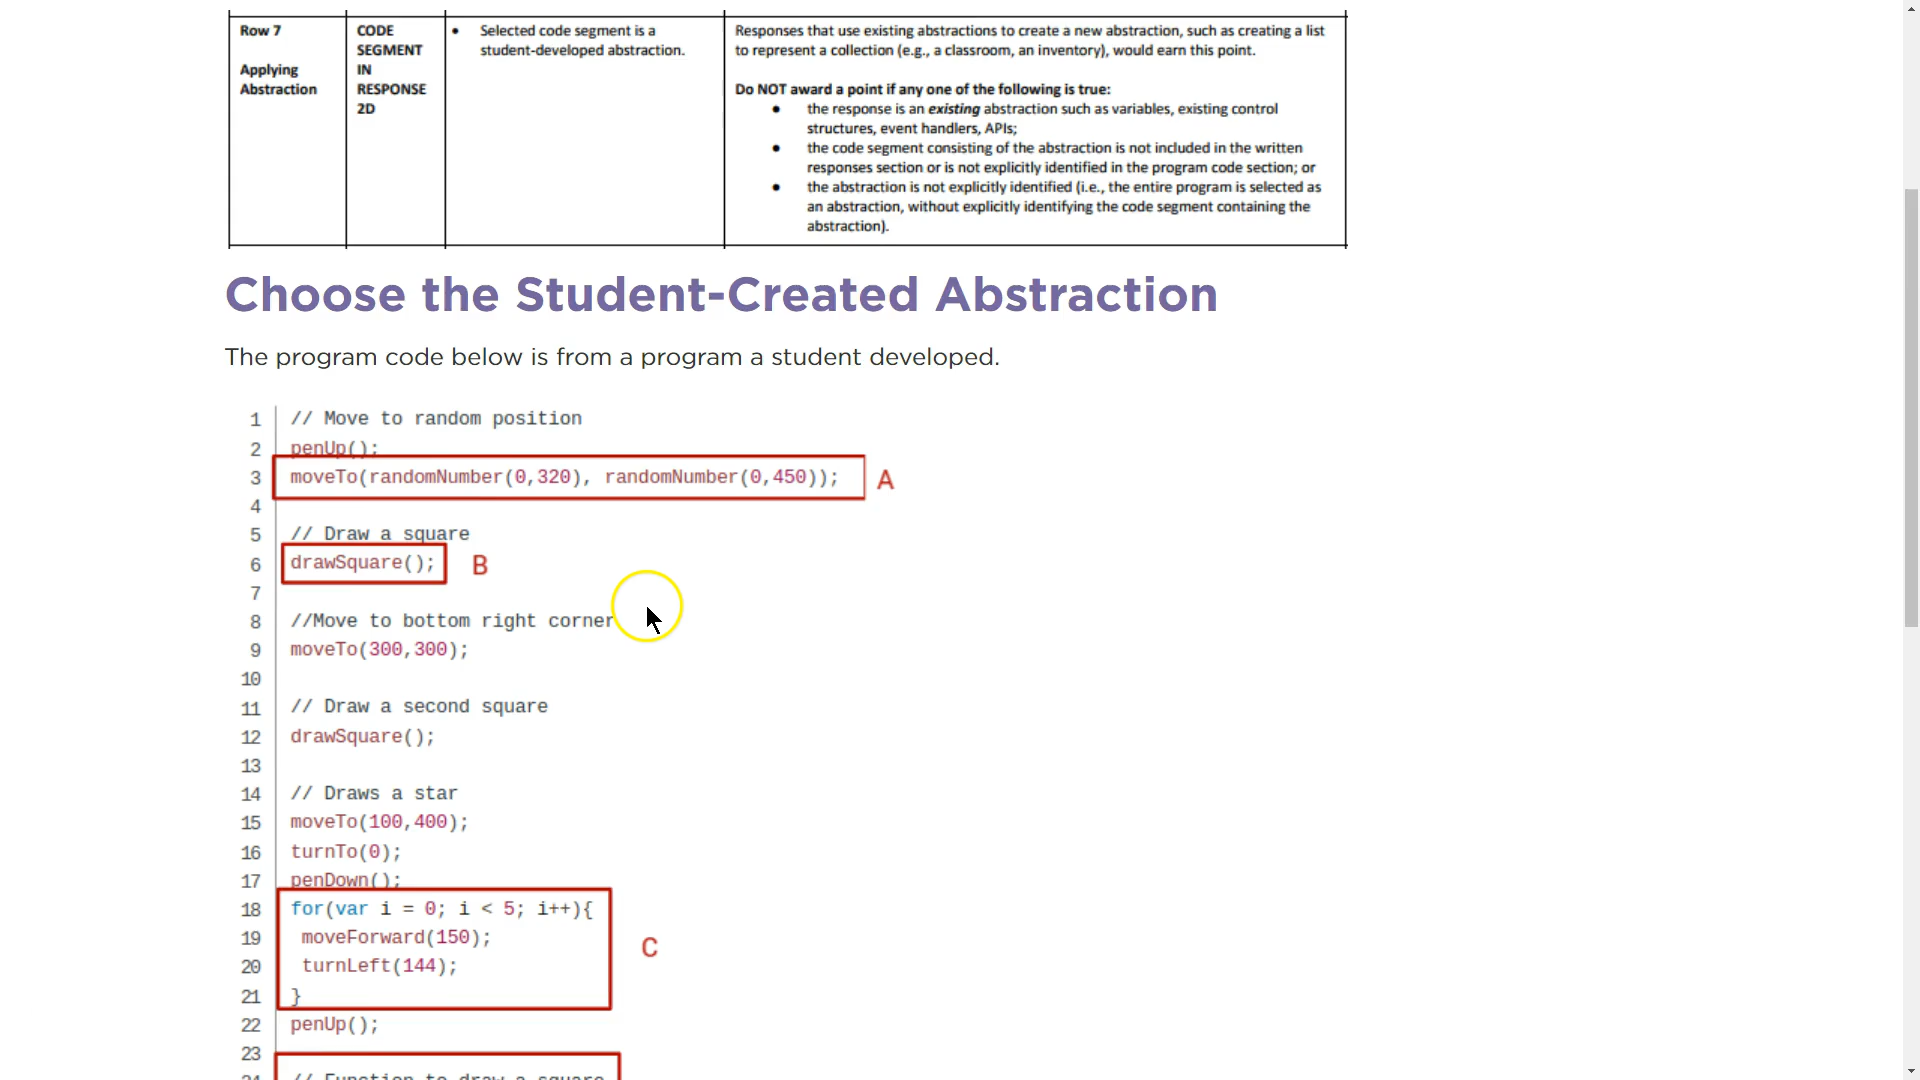 Row 7
Applying
Abstraction
CODE
SEGMENT
IN
RESPONSE
2D
• Selected code segment is a
student-developed abstraction.
Responses that use existing abstractions to create a new abstraction, such as creating a list
to represent a collection (e.g., a classroom, an inventory), would earn this point.
Do NOT award a point if any one of the following is true:
• the response is an existing abstraction such as variables, existing control
structures, event handlers, APIs;
• the code segment consisting of the abstraction is not included in the written
responses section or is not explicitly identified in the program code section; or
• the abstraction is not explicitly identified (i.e., the entire program is selected as
an abstraction, without explicitly identifying the code segment containing the
abstraction).
Choose the Student-Created Abstraction
The program code below is from a program a student developed.
1 // Move to random position
2 penUp();
3 moveTo(randomNumber(0,320), randomNumber(0,450)); A
4
5 // Draw a square
6 drawSquare(); B
7
8 //Move to bottom right corner
9 moveTo(300,300);
10
11 // Draw a second square
12 drawSquare();
13
14 // Draws a star
15 moveTo(100,400);
16 turnTo(0);
17 penDown();
18 for(var i = 0; i < 5; i++){
19 moveForward(150);
20 turnLeft(144); C
21 }
22 penUp();
23
24 // Function to draw a square